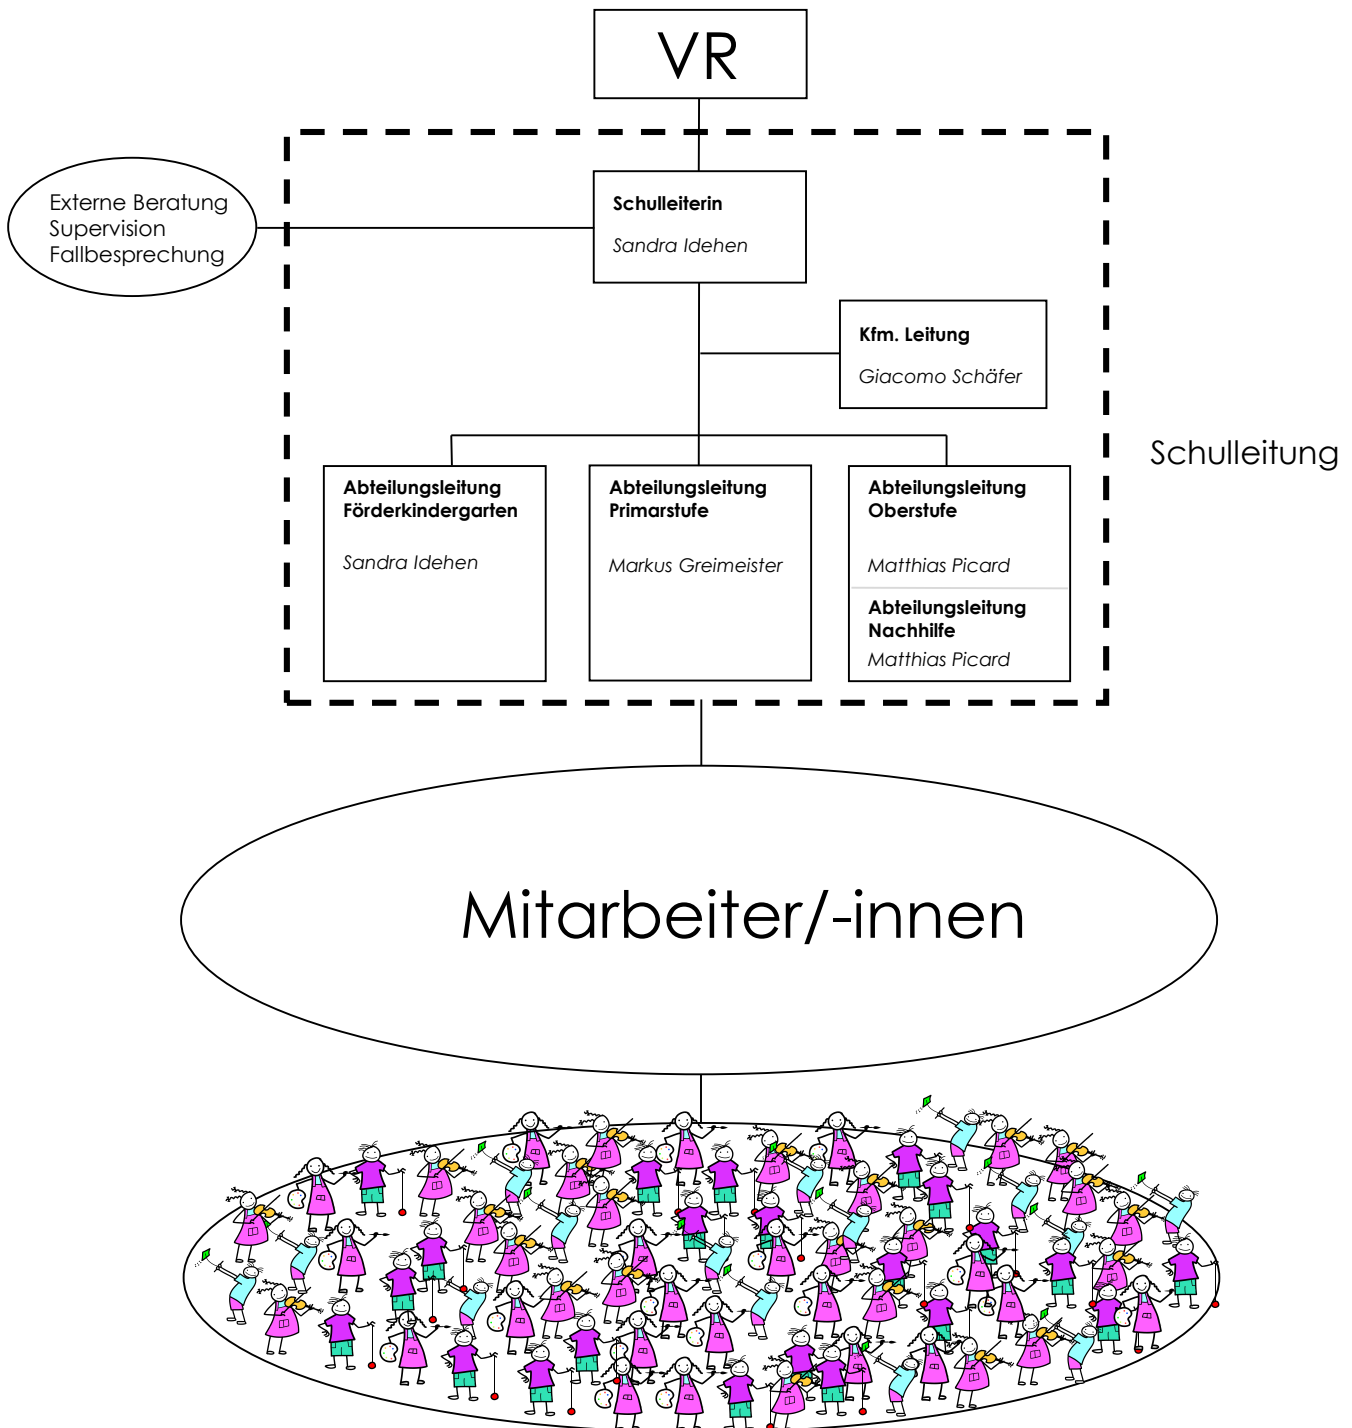 VR
Externe Beratung
Supervision
Fallbesprechung
Schulleiterin
Sandra Idehen
Kfm. Leitung
Giacomo Schäfer
Schulleitung
Abteilungsleitung
Förderkindergarten
Sandra Idehen
Abteilungsleitung
Primarstufe
Markus Greimeister
Abteilungsleitung
Oberstufe
Matthias Picard
Abteilungsleitung
Nachhilfe
Matthias Picard
Mitarbeiter/-innen